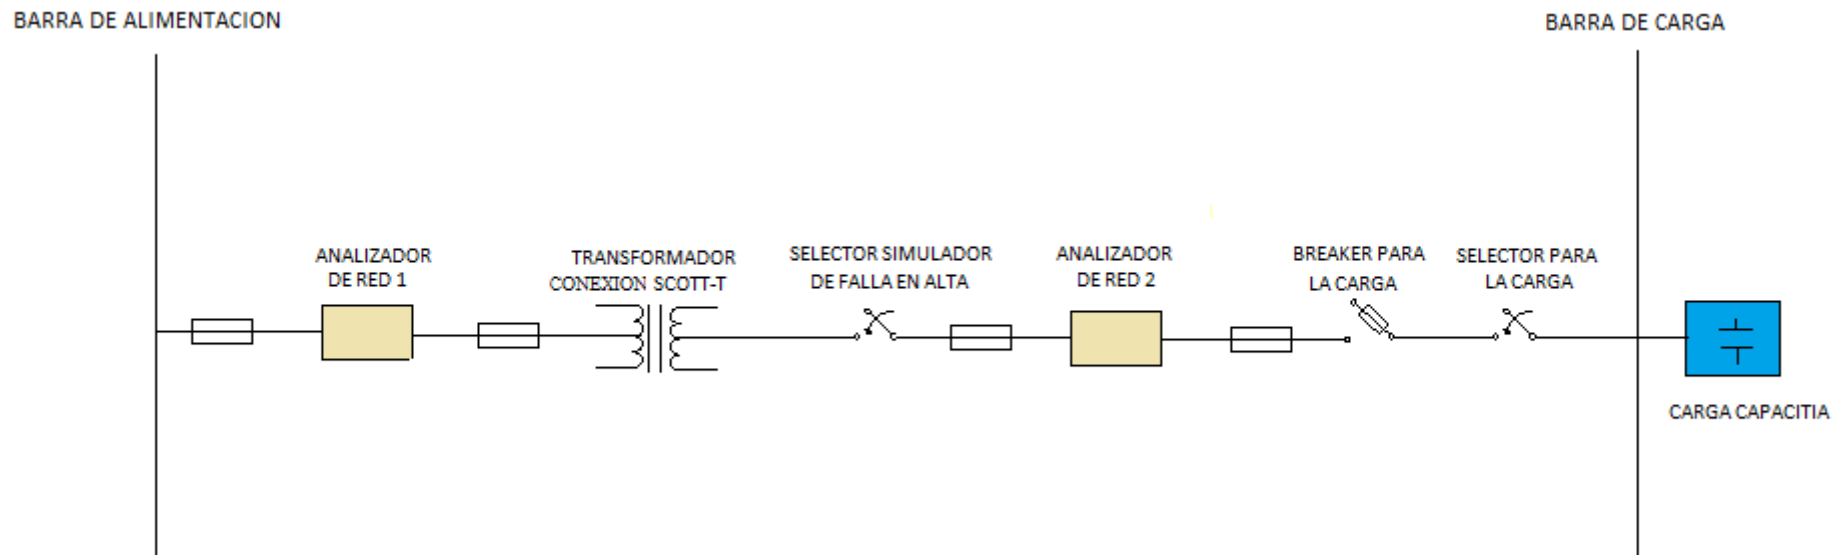 BARRA DE ALIMENTACION
BARRA DE CARGA
ANALIZADOR
DE RED 1
TRANSFORMADOR
CONEXION SCOTT-T
SELECTOR SIMULADOR
DE FALLA EN ALTA
ANALIZADOR
DE RED 2
BREAKER PARA
LA CARGA
SELECTOR PARA
LA CARGA
CARGA CAPACITIA